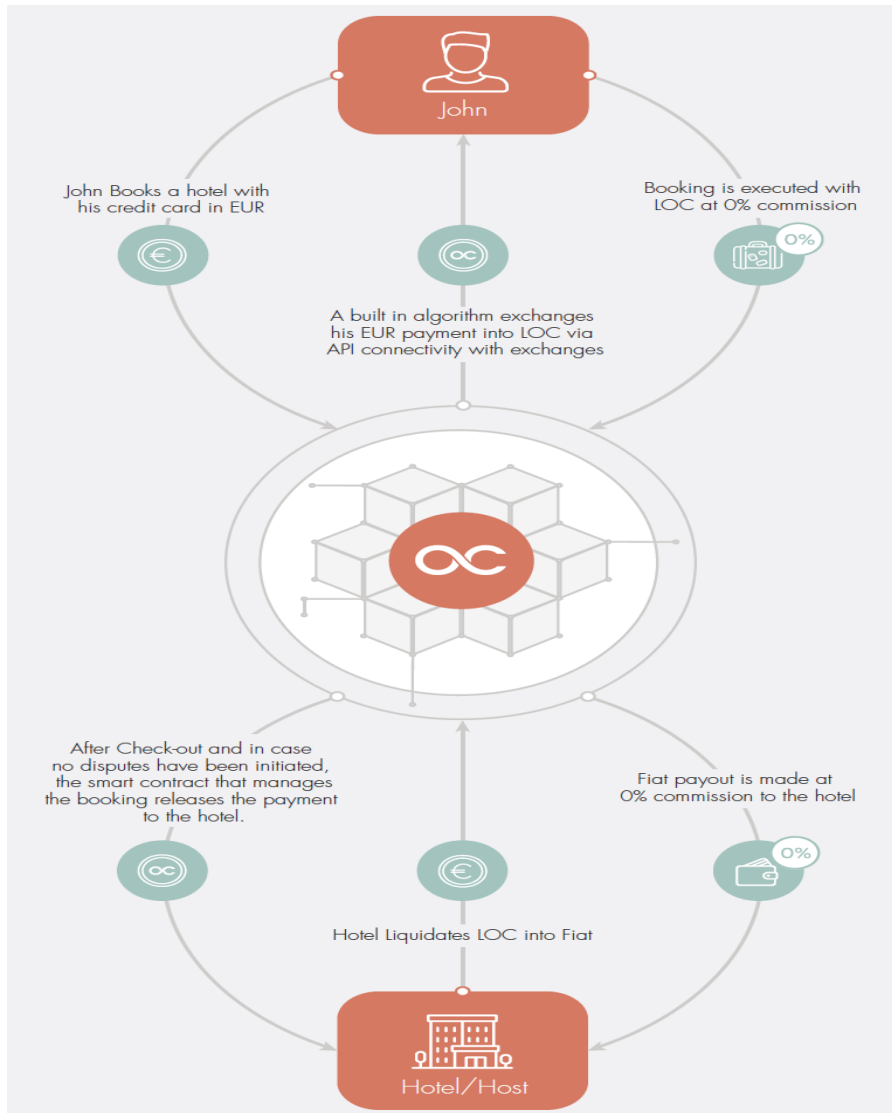 John
John Books a hotel with
his credit card in EUR
Booking is executed with
LOC at 0% commission
€
0%
A built in algorithm exchanges
his EUR payment into LOC via
API connectivity with exchanges
After Check-out and in case
no disputes have been initiated,
the smart contract that manages
the booking releases the payment
to the hotel.
Fiat payout is made at
0% commission to the hotel
€
0%
Hotel Liquidates LOC into Fiat
Hotel/Host